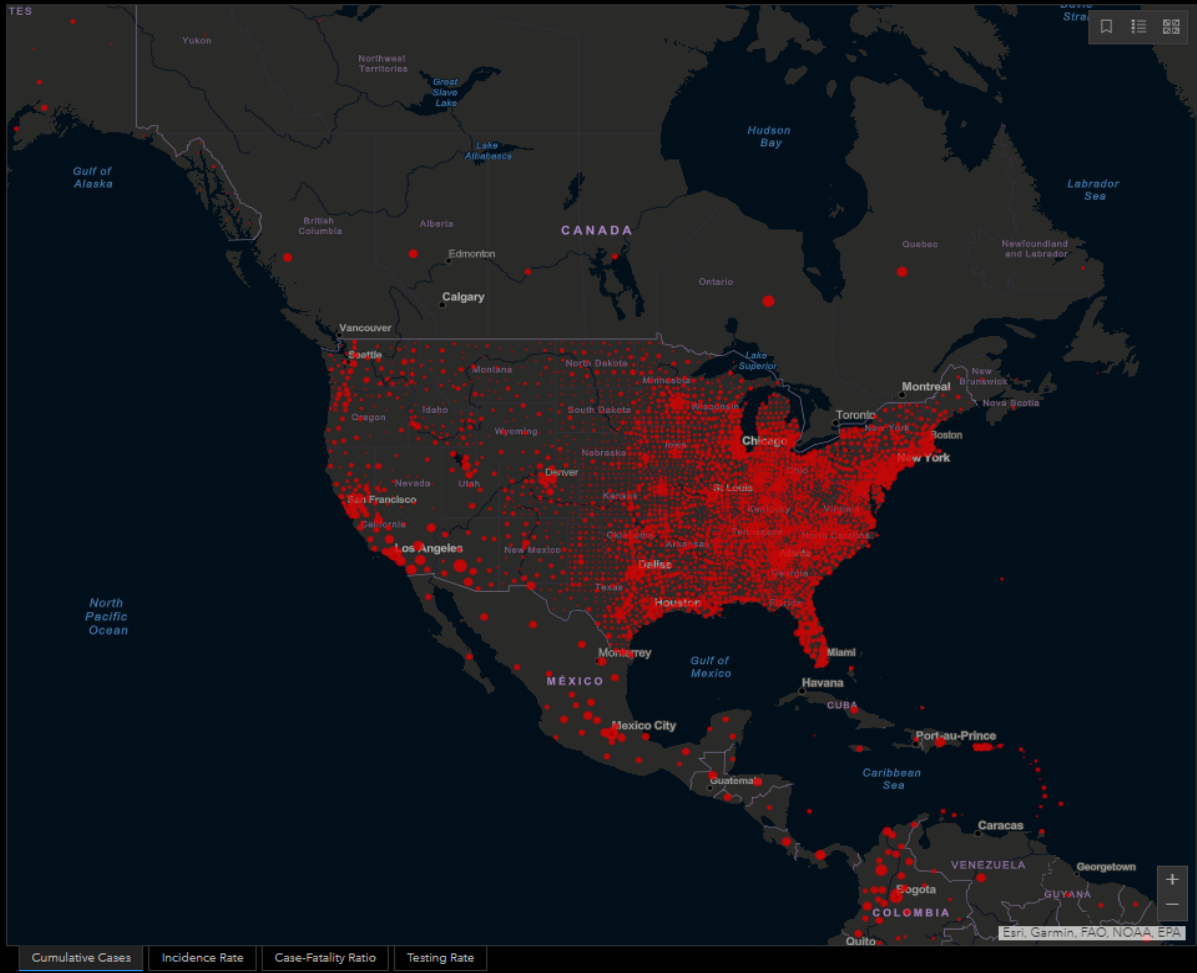 TES
Davis
Strai
Yukon
Northwest
Territories
Great
Slave
Lake
Hudson
Bay
Lake
Athabasca
Gulf of
Alaska
Labrador
Sea
British
Columbia
Alberta
CANADA
Quebec
Newfoundland
and Labrador
Edmonton
Ontario
Calgary
Vancouver
Seattle
Lake
Superior
North Dakota
Montana
Minnesota
New
Brunswick
Montreal
Nova Scotia
Oregon
Idaho
South Dakota
Wisconsin
Toronto
New York
Wyoming
Iowa
Chicago
Boston
Nebraska
New York
Denver
Ohio
Nevada
Utah
St Louis
San Francisco
Kansas
Kentucky
Virginia
California
Oklahoma
Tennessee
North Carolina
Los Angeles
New Mexico
Arkansas
Atlanta
Dallas
Georgia
Texas
Houston
Florida
North
Pacific
Ocean
Monterrey
Miami
Gulf of
Mexico
MÉXICO
Havana
CUBA
Mexico City
Port-au-Prince
Guatemala
Caribbean
Sea
Caracas
VENEZUELA
Georgetown
Bogota
GUYANA
COLOMBIA
Quito
+
−
Esri, Garmin, FAO, NOAA, EPA
Cumulative Cases
Incidence Rate
Case-Fatality Ratio
Testing Rate